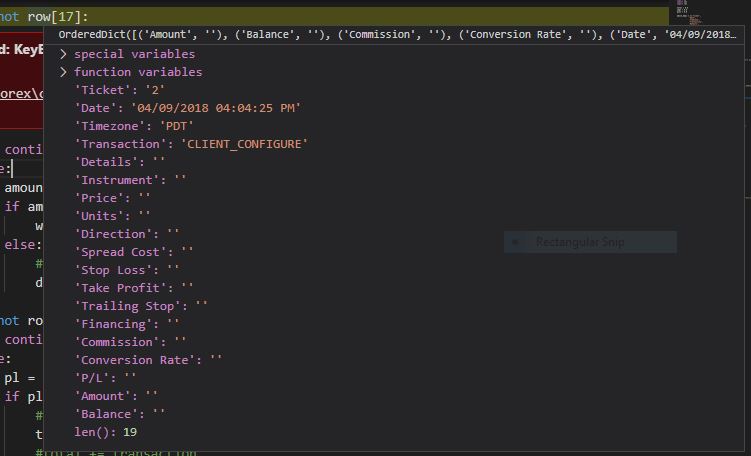 not row[17]:
OrderedDict([('Amount', ''), ('Balance', ''), ('Commission', ''), ('Conversion Rate', ''), ('Date', '04/09/2018…
d: KeyE
special variables
function variables
'Ticket': '2'
orex\c
'Date': '04/09/2018 04:04:25 PM'
'Timezone': 'PDT'
'Transaction': 'CLIENT_CONFIGURE'
conti
'Details': ''
e:
'Instrument': ''
amoun
'Price': ''
if am
'Units': ''
w
'Direction': ''
else:
'Spread Cost': ''
Rectangular Snip
#
'Stop Loss': ''
d
'Take Profit': ''
'Trailing Stop': ''
not ro
'Financing': ''
conti
'Commission': ''
e:
'Conversion Rate': ''
pl =
'P/L': ''
if pl
'Amount': ''
#
'Balance': ''
t
len(): 19
#total += transaction